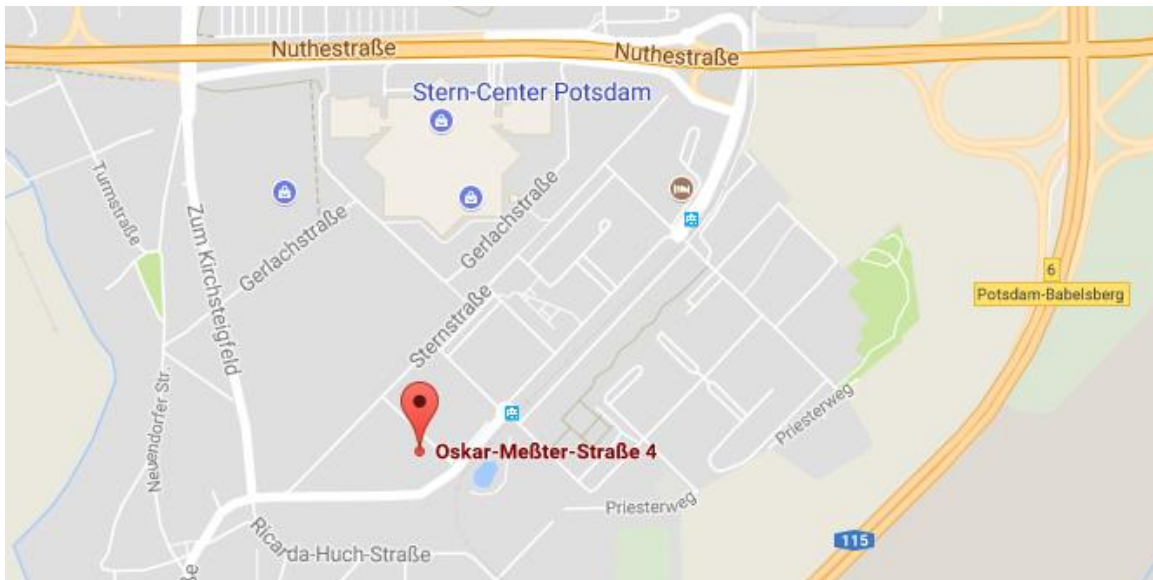 Nuthestraße
Nuthestraße
Stern-Center Potsdam
Turmstraße
Zum Kirchsteigfeld
Gerlachstraße
Gerlachstraße
Sternstraße
6
Potsdam-Babelsberg
Neuendorfer Str.
Oskar-Meßter-Straße 4
Priesterweg
Priesterweg
115
Ricarda-Huch-Straße